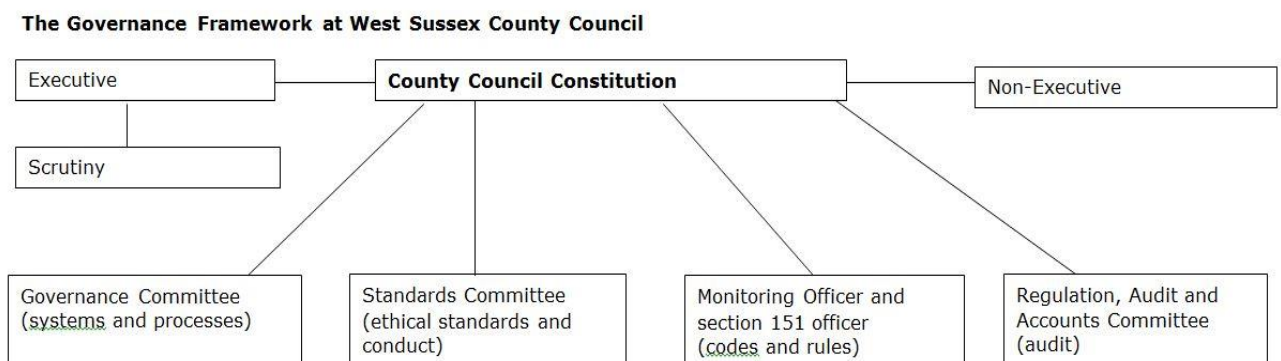 The Governance Framework at West Sussex County Council
Executive
County Council Constitution
Non-Executive
Scrutiny
Governance Committee
(systems and processes)
Standards Committee
(ethical standards and
conduct)
Monitoring Officer and
section 151 officer
(codes and rules)
Regulation, Audit and
Accounts Committee
(audit)